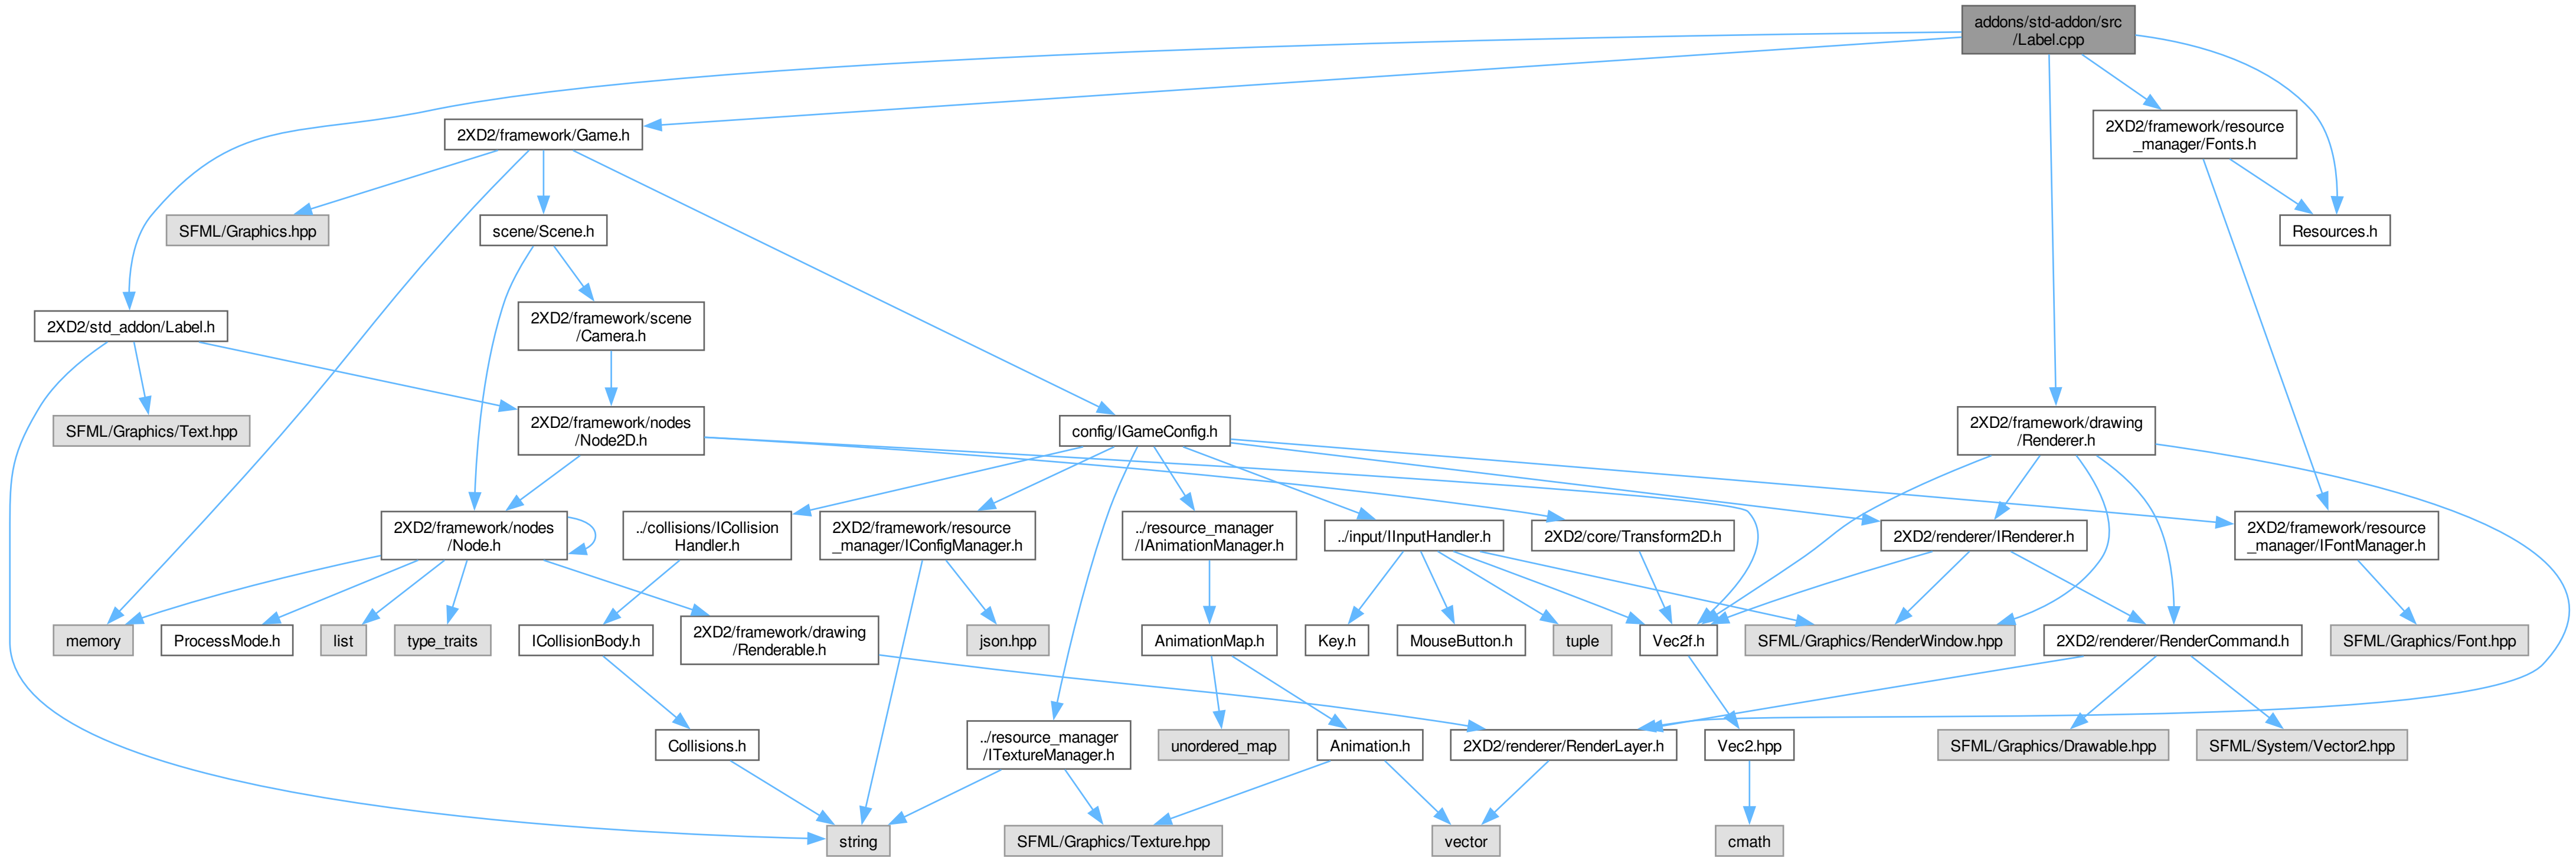 addons/std-addon/src
/Label.cpp
2XD2/framework/Game.h
2XD2/framework/resource
_manager/Fonts.h
SFML/Graphics.hpp
scene/Scene.h
Resources.h
2XD2/std_addon/Label.h
2XD2/framework/scene
/Camera.h
SFML/Graphics/Text.hpp
2XD2/framework/nodes
/Node2D.h
config/IGameConfig.h
2XD2/framework/drawing
/Renderer.h
2XD2/framework/nodes
/Node.h
../collisions/ICollision
Handler.h
2XD2/framework/resource
_manager/IConfigManager.h
../resource_manager
/IAnimationManager.h
../input/IInputHandler.h
2XD2/core/Transform2D.h
2XD2/renderer/IRenderer.h
2XD2/framework/resource
_manager/IFontManager.h
memory
ProcessMode.h
list
type_traits
ICollisionBody.h
2XD2/framework/drawing
/Renderable.h
json.hpp
AnimationMap.h
Key.h
MouseButton.h
tuple
Vec2f.h
SFML/Graphics/RenderWindow.hpp
2XD2/renderer/RenderCommand.h
SFML/Graphics/Font.hpp
Collisions.h
../resource_manager
/ITextureManager.h
unordered_map
Animation.h
2XD2/renderer/RenderLayer.h
Vec2.hpp
SFML/Graphics/Drawable.hpp
SFML/System/Vector2.hpp
string
SFML/Graphics/Texture.hpp
vector
cmath